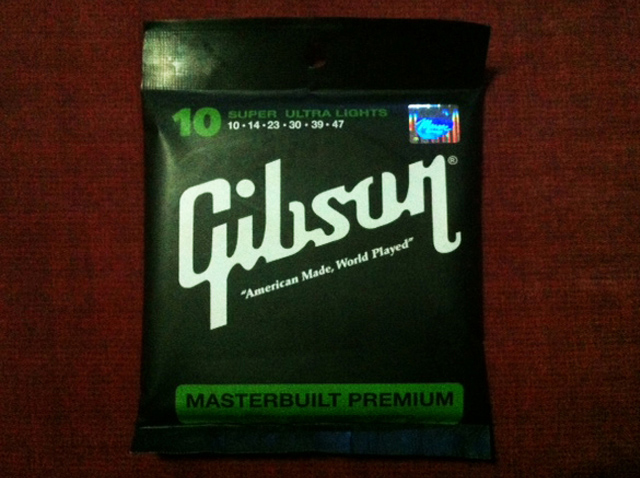 10 SUPER ULTRA LIGHTS
10•14•23•30•39•47
Gibson®
"American Made, World Played"
MASTERBUILT PREMIUM